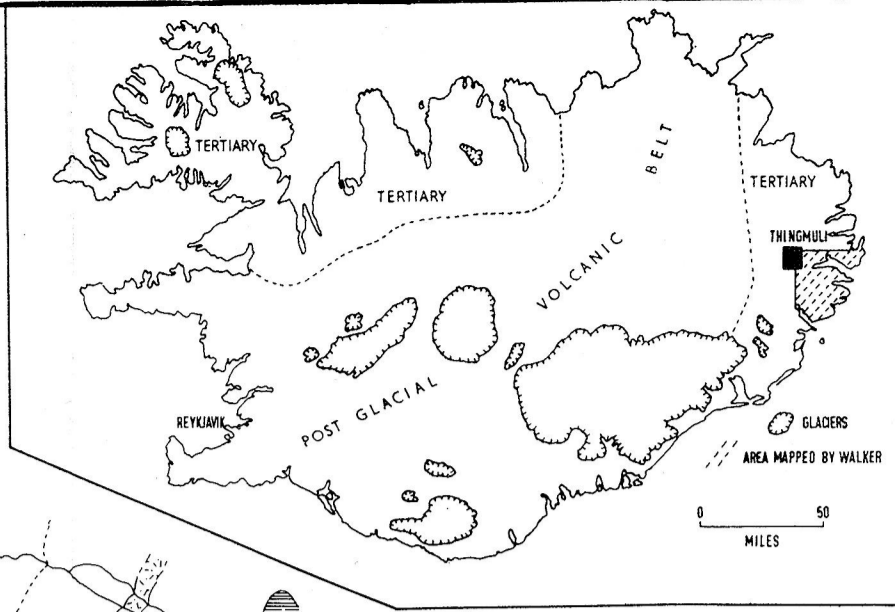 TERTIARY
TERTIARY
TERTIARY
THINGMULI
POST GLACIAL VOLCANIC BELT
REYKJAVIK
GLACIERS
AREA MAPPED BY WALKER
0 50
MILES